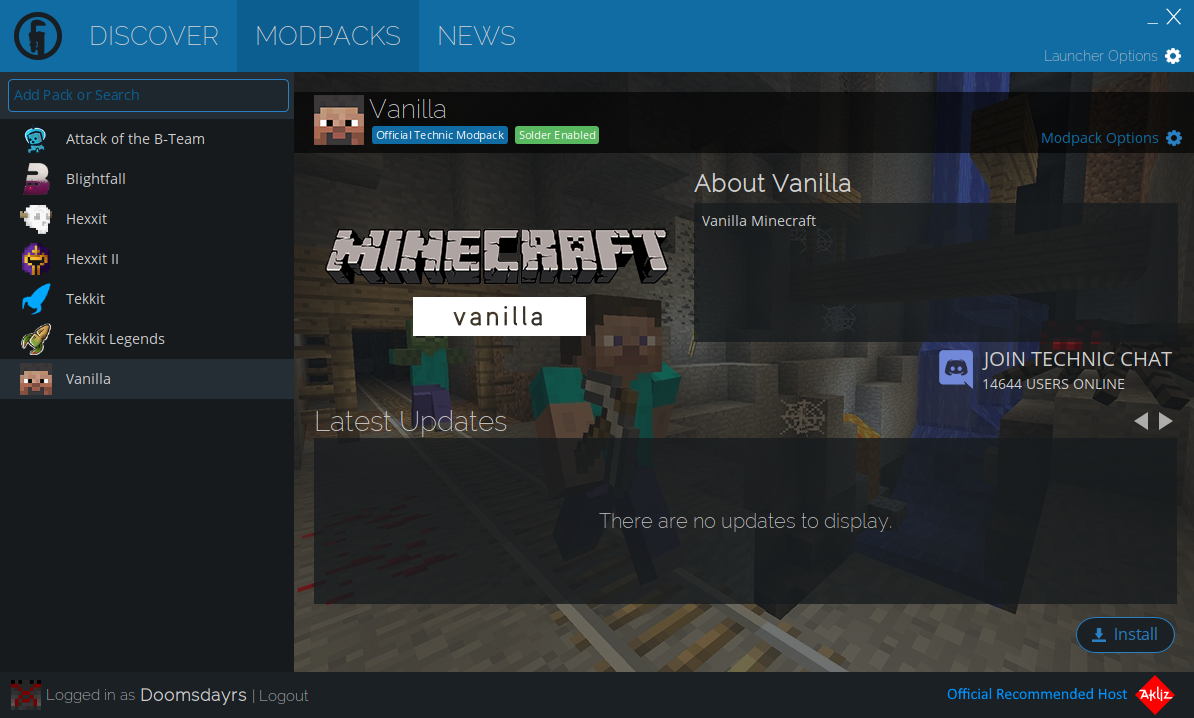 DISCOVER
MODPACKS
NEWS
Launcher Options
Add Pack or Search
Attack of the B-Team
Blightfall
Hexxit
Hexxit II
Tekkit
Tekkit Legends
Vanilla
Vanilla
Official Technic Modpack
Solder Enabled
Modpack Options
MINECRAFT
vanilla
About Vanilla
Vanilla Minecraft
JOIN TECHNIC CHAT
14644 USERS ONLINE
Latest Updates
There are no updates to display.
Install
Logged in as Doomsdayrs | Logout
Official Recommended Host
Akliz